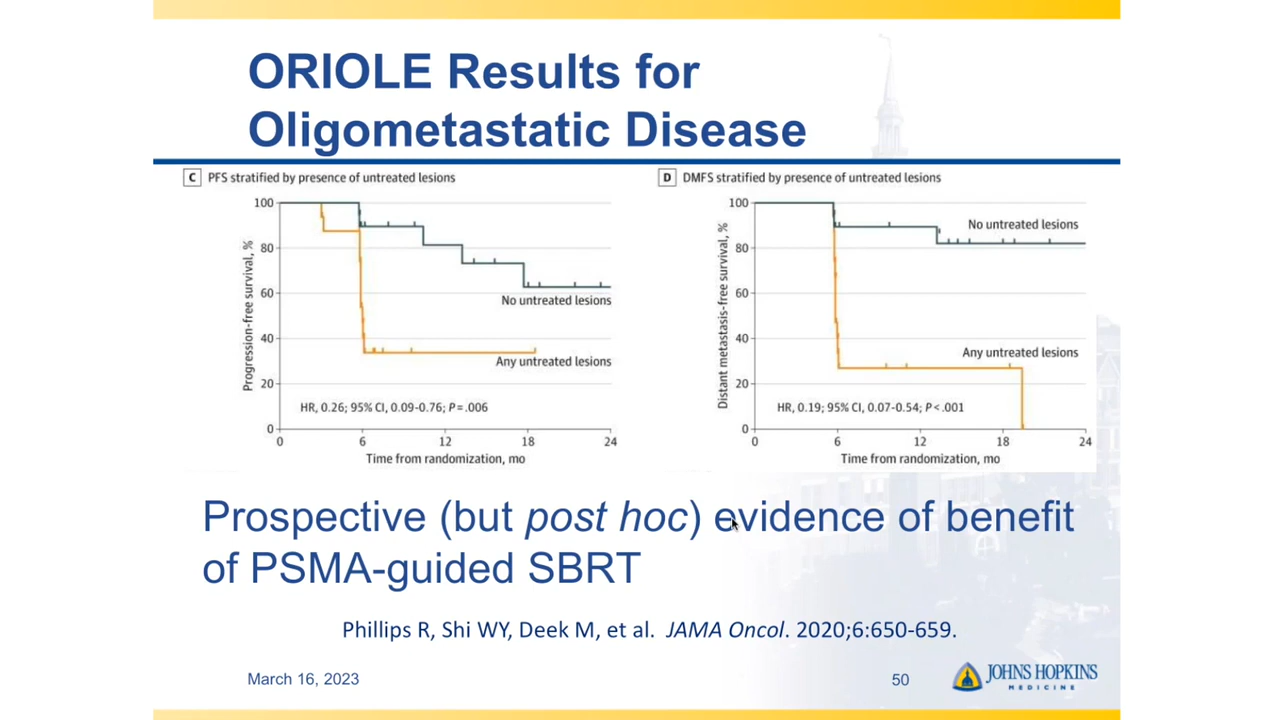 ORIOLE Results for
Oligometastatic Disease
C PFS stratified by presence of untreated lesions
Progression-free survival, %
100
80
60
40
20
0
No untreated lesions
Any untreated lesions
HR, 0.26; 95% CI, 0.09-0.76; P=.006
0 6 12 18 24
Time from randomization, mo
D DMFS stratified by presence of untreated lesions
Distant metastasis-free survival, %
100
80
60
40
20
0
No untreated lesions
Any untreated lesions
HR, 0.19; 95% CI, 0.07-0.54; P<.001
0 6 12 18 24
Time from randomization, mo
Prospective (but post hoc) evidence of benefit
of PSMA-guided SBRT
Phillips R, Shi WY, Deek M, et al. JAMA Oncol. 2020;6:650-659.
March 16, 2023
50
JOHNS HOPKINS
MEDICINE